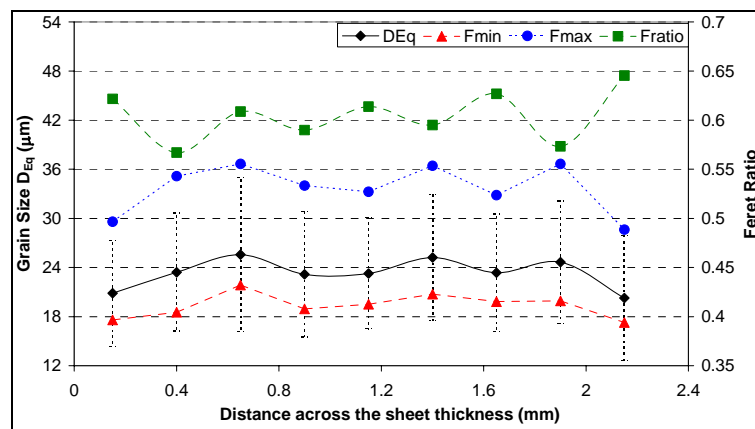 DEq Fmin Fmax Fratio
54 0.7
48 0.65
42 0.6
36 0.55
30 0.5
24 0.45
18 0.4
12 0.35
0 0.4 0.8 1.2 1.6 2 2.4
Grain Size DEq (μm)
Feret Ratio
Distance across the sheet thickness (mm)